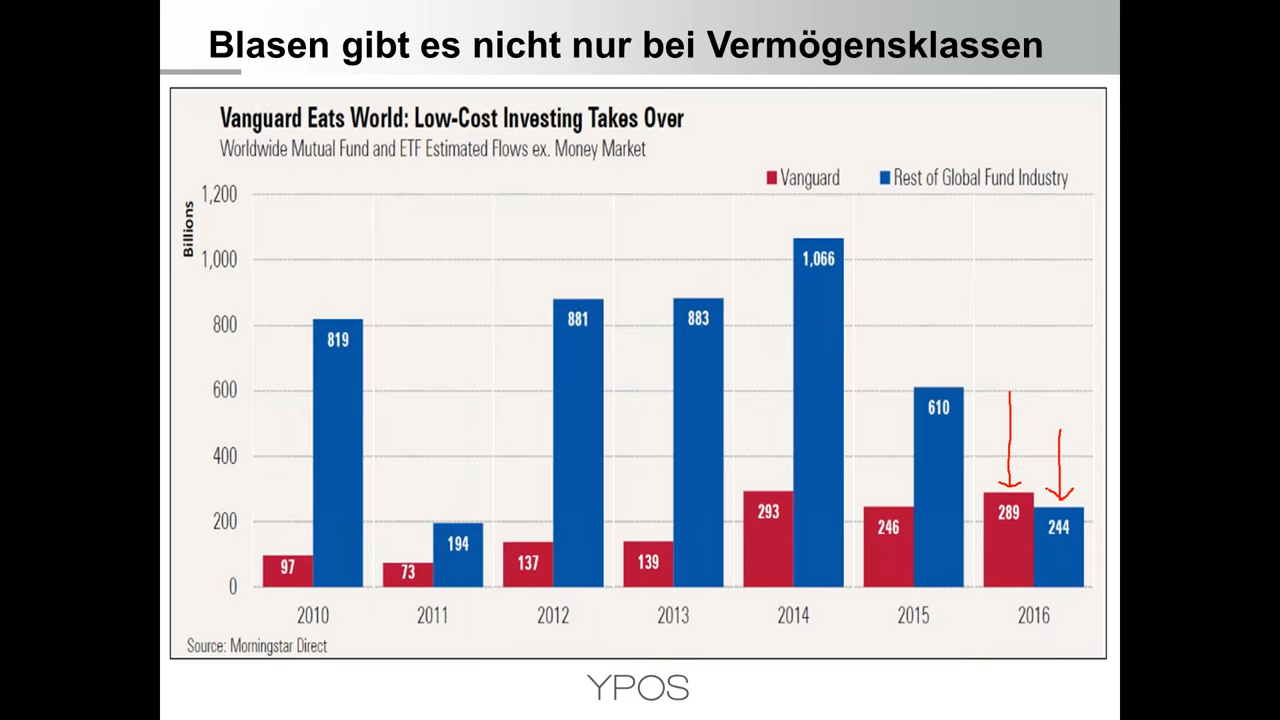 Blasen gibt es nicht nur bei Vermögensklassen
Vanguard Eats World: Low-Cost Investing Takes Over
Worldwide Mutual Fund and ETF Estimated Flows ex. Money Market
Vanguard Rest of Global Fund Industry
Billions
1,200
1,000
800
600
400
200
0
97 819
73 194
137 881
139 883
293 1,066
246 610
289 244
2010 2011 2012 2013 2014 2015 2016
Source: Morningstar Direct
YPOS